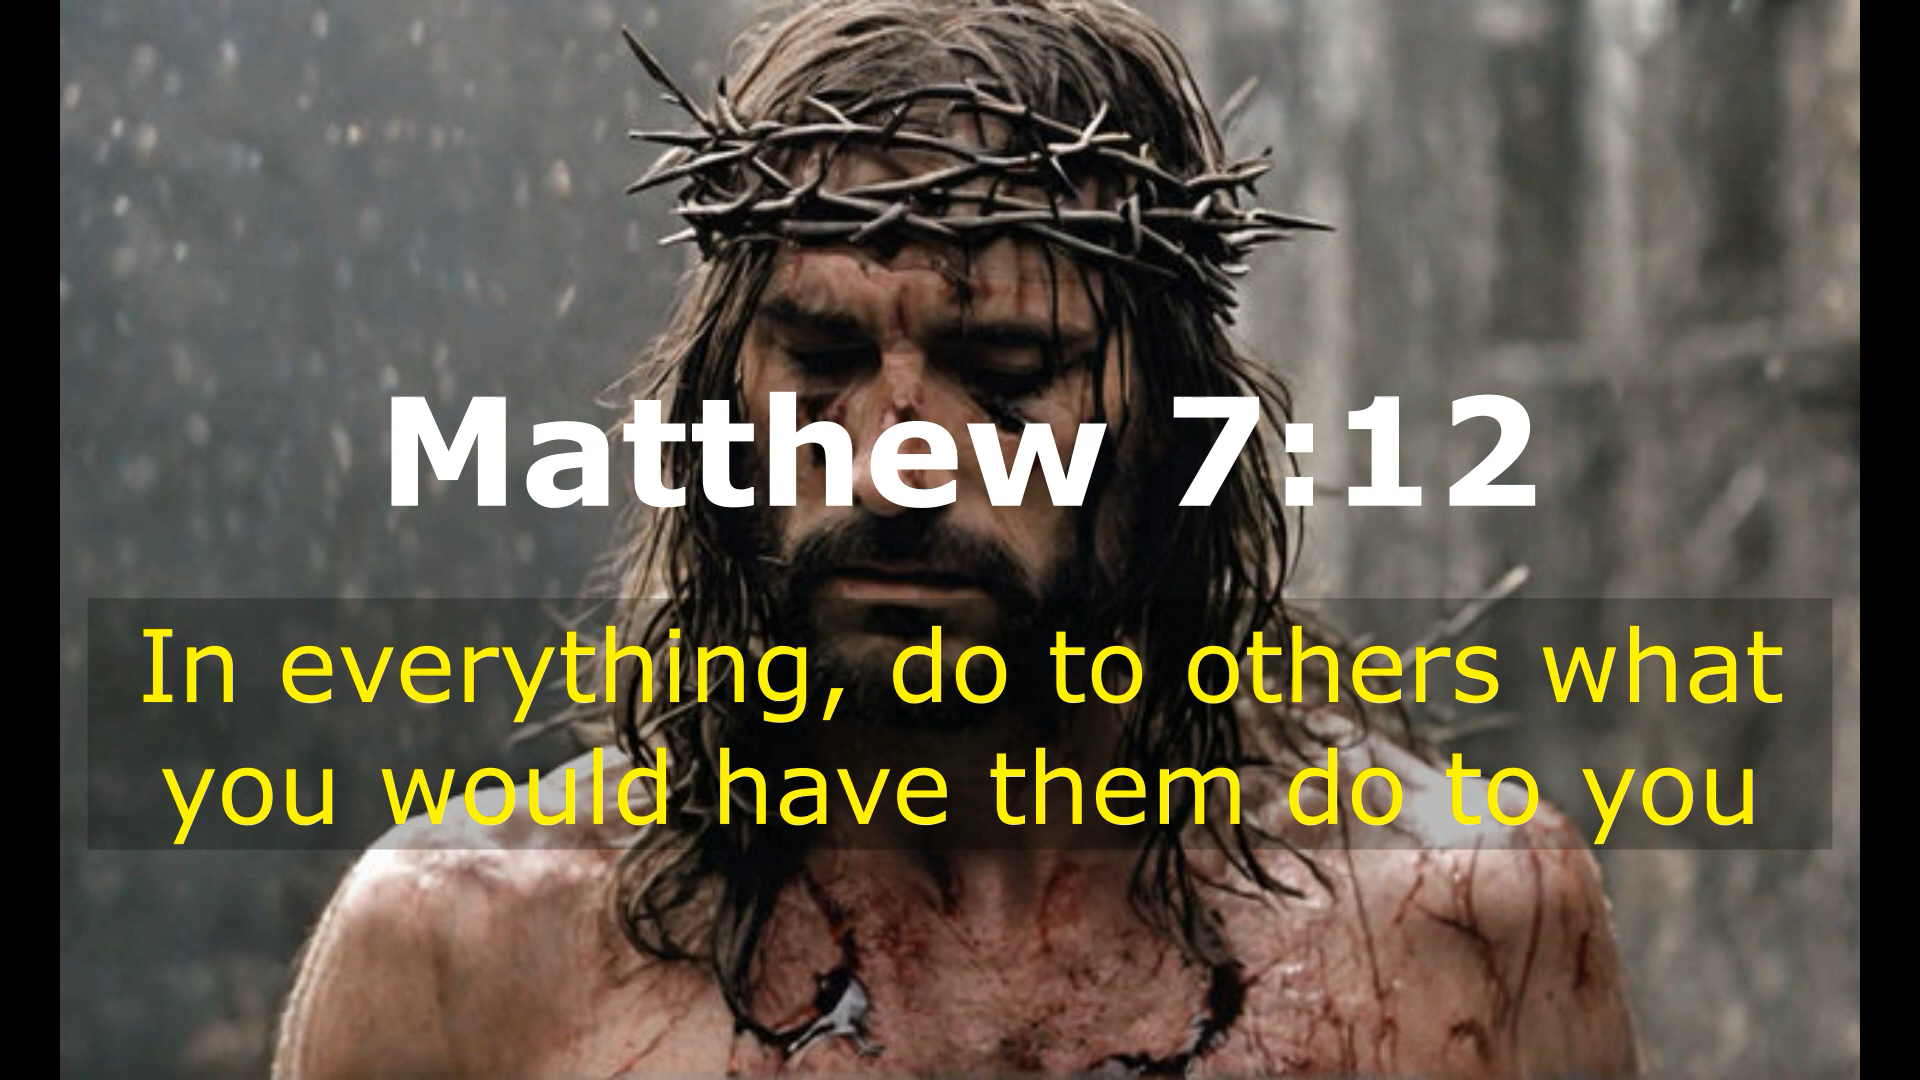 Matthew 7:12
In everything, do to others what
you would have them do to you